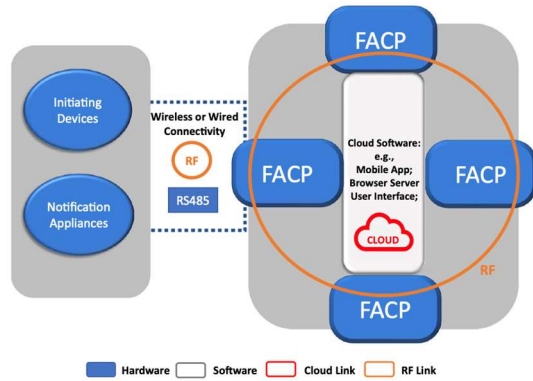 FACP
Initiating
Devices
Wireless or Wired
Connectivity
RF
RS485
Notification
Appliances
FACP
Cloud Software:
e.g.,
Mobile App;
Browser Server
User Interface;
CLOUD
FACP
RF
FACP
Hardware
Software
Cloud Link
RF Link